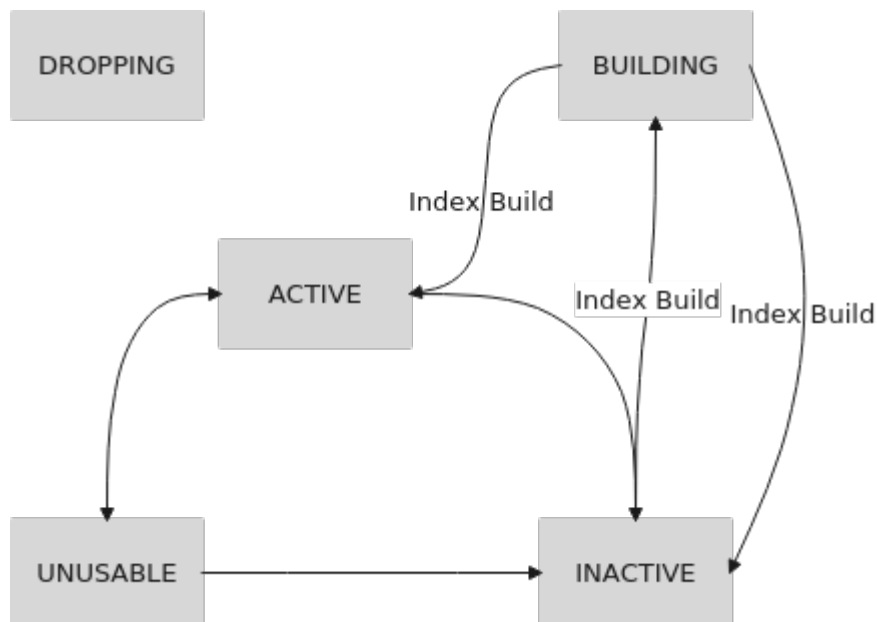 DROPPING
BUILDING
Index Build
ACTIVE
Index Build
Index Build
UNUSABLE
INACTIVE